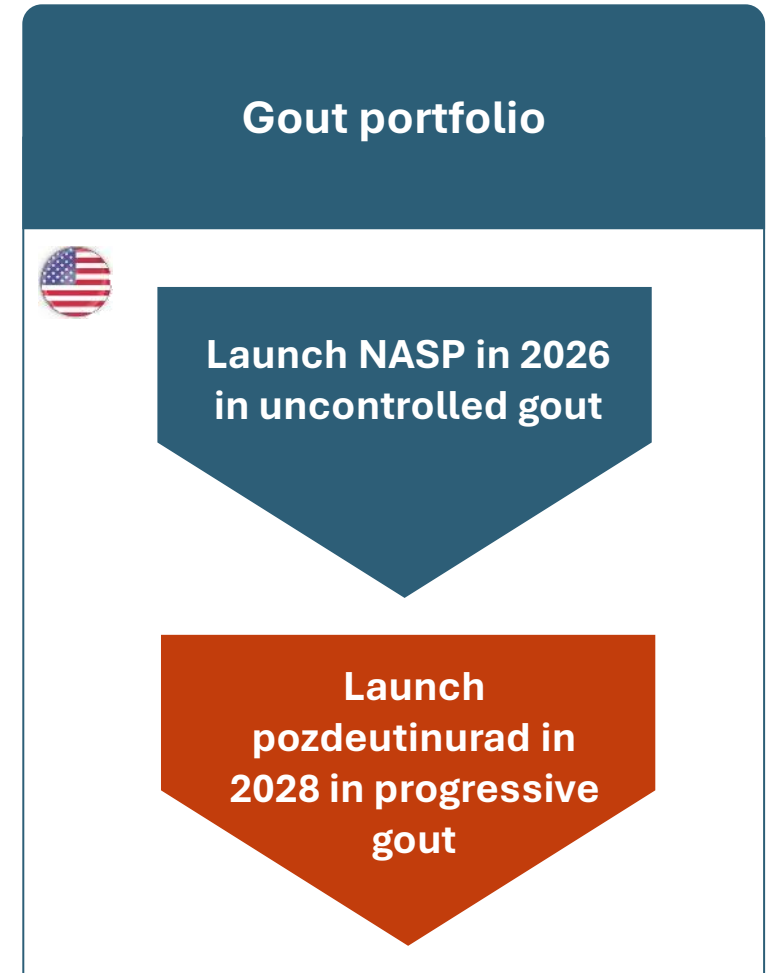 Gout portfolio
Launch NASP in 2026
in uncontrolled gout
Launch
pozdeutinurad in
2028 in progressive
gout